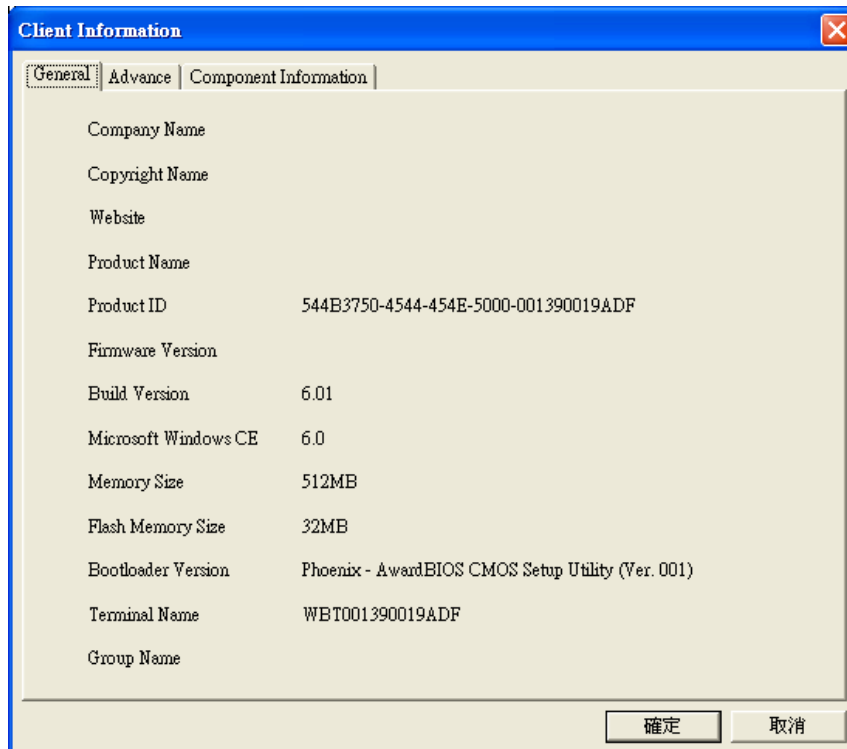 Client Information
General Advance Component Information
Company Name
Copyright Name
Website
Product Name
Product ID 544B3750-4544-454E-5000-001390019ADF
Firmware Version
Build Version 6.01
Microsoft Windows CE 6.0
Memory Size 512MB
Flash Memory Size 32MB
Bootloader Version Phoenix - AwardBIOS CMOS Setup Utility (Ver. 001)
Terminal Name WBT001390019ADF
Group Name
確定 取消